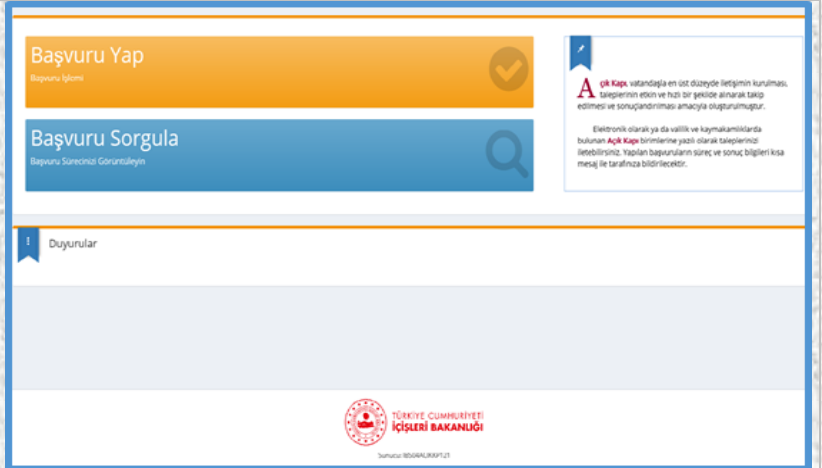 Başvuru Yap
Başvuru İşlemi
Başvuru Sorgula
Başvuru Sürecinizi Görüntüleyin
Açık Kapı, vatandaşla en üst düzeyde iletişimin kurulması,
taleplerinin etkin ve hızlı bir şekilde alınarak takip
edilmesi ve sonuçlandırılması amacıyla oluşturulmuştur.
Elektronik olarak ya da valilik ve kaymakamlıklarda
bulunan Açık Kapı birimlerine yazılı olarak taleplerinizi
iletebilirsiniz. Yapılan başvuruların süreç ve sonuç bilgileri kısa
mesaj ile tarafınıza bildirilecektir.
Duyurular
TÜRKİYE CUMHURİYETİ
İÇİŞLERİ BAKANLIĞI
Sunucu: